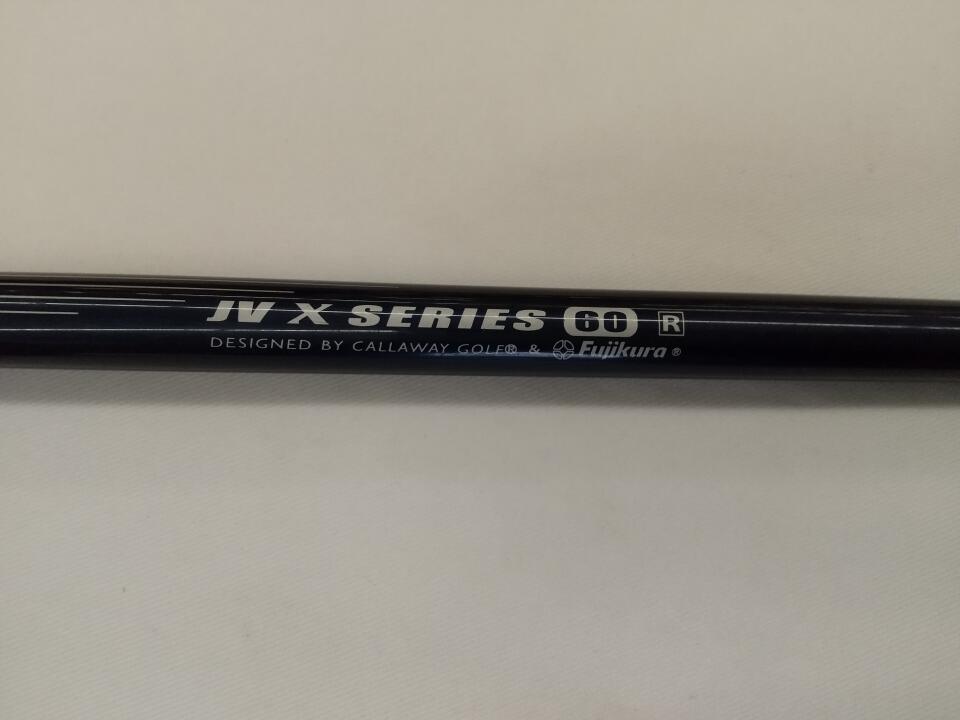 JV X SERIES 60 R
DESIGNED BY CALLAWAY GOLF® & Fujikura®